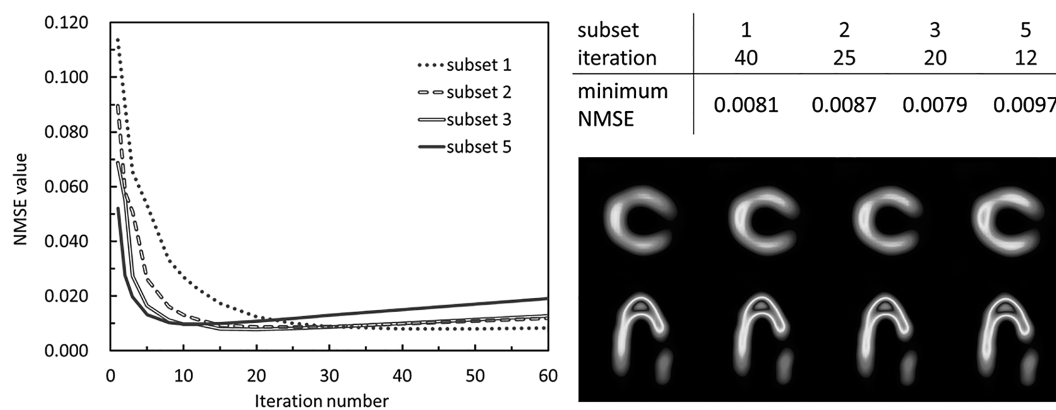 0.120
0.100
0.080
0.060
0.040
0.020
0.000
NMSE value
0 10 20 30 40 50 60
Iteration number
subset 1
subset 2
subset 3
subset 5
subset 1 2 3 5
iteration 40 25 20 12
minimum
NMSE 0.0081 0.0087 0.0079 0.0097